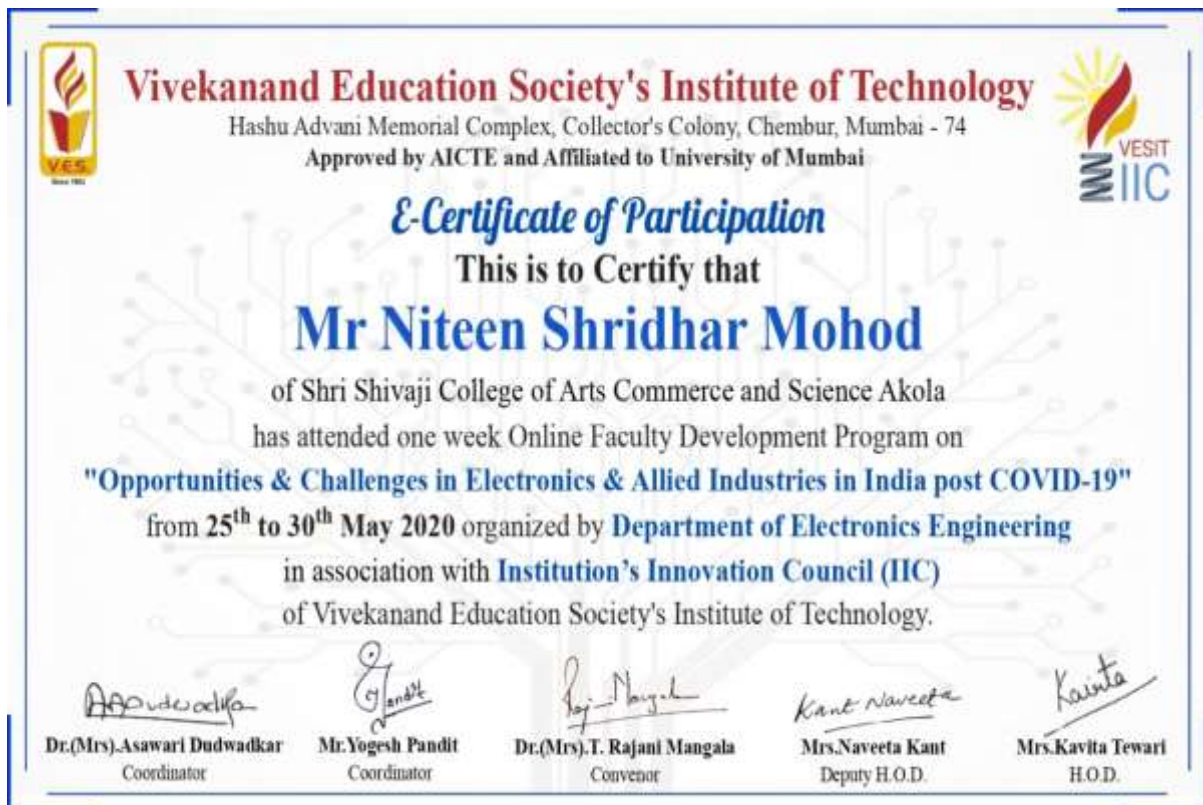 Vivekanand Education Society's Institute of Technology
Hashu Advani Memorial Complex, Collector's Colony, Chembur, Mumbai - 74
Approved by AICTE and Affiliated to University of Mumbai
V.E.S.
Since 1962
VESIT
IIC
E-Certificate of Participation
This is to Certify that
Mr Niteen Shridhar Mohod
of Shri Shivaji College of Arts Commerce and Science Akola
has attended one week Online Faculty Development Program on
"Opportunities & Challenges in Electronics & Allied Industries in India post COVID-19"
from 25th to 30th May 2020 organized by Department of Electronics Engineering
in association with Institution's Innovation Council (IIC)
of Vivekanand Education Society's Institute of Technology.
Kant Naveeta
Kavita
Dr.(Mrs).Asawari Dudwadkar Mr.Yogesh Pandit Dr.(Mrs).T. Rajani Mangala Mrs.Naveeta Kant Mrs.Kavita Tewari
Coordinator Coordinator Convenor Deputy H.O.D. H.O.D.